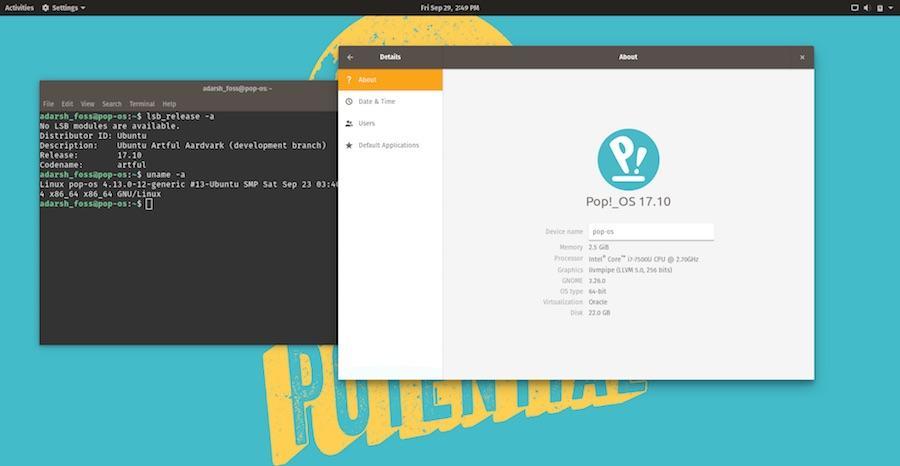 Activities Settings Fri Sep 29, 2:49 PM
adarsh_foss@pop-os: ~
File Edit View Search Terminal Help
adarsh_foss@pop-os:~$ lsb_release -a
No LSB modules are available.
Distributor ID: Ubuntu
Description: Ubuntu Artful Aardvark (development branch)
Release: 17.10
Codename: artful
adarsh_foss@pop-os:~$ uname -a
Linux pop-os 4.13.0-12-generic #13-Ubuntu SMP Sat Sep 23 03:40
4 x86_64 x86_64 GNU/Linux
adarsh_foss@pop-os:~$
Details About
? About
Date & Time
Users
Default Applications
P!
Pop!_OS 17.10
Device name pop-os
Memory 2.5 GiB
Processor Intel® Core™ i7-7500U CPU @ 2.70GHz
Graphics llvmpipe (LLVM 5.0, 256 bits)
GNOME 3.26.0
OS type 64-bit
Virtualization Oracle
Disk 22.0 GB
POTENTIAL